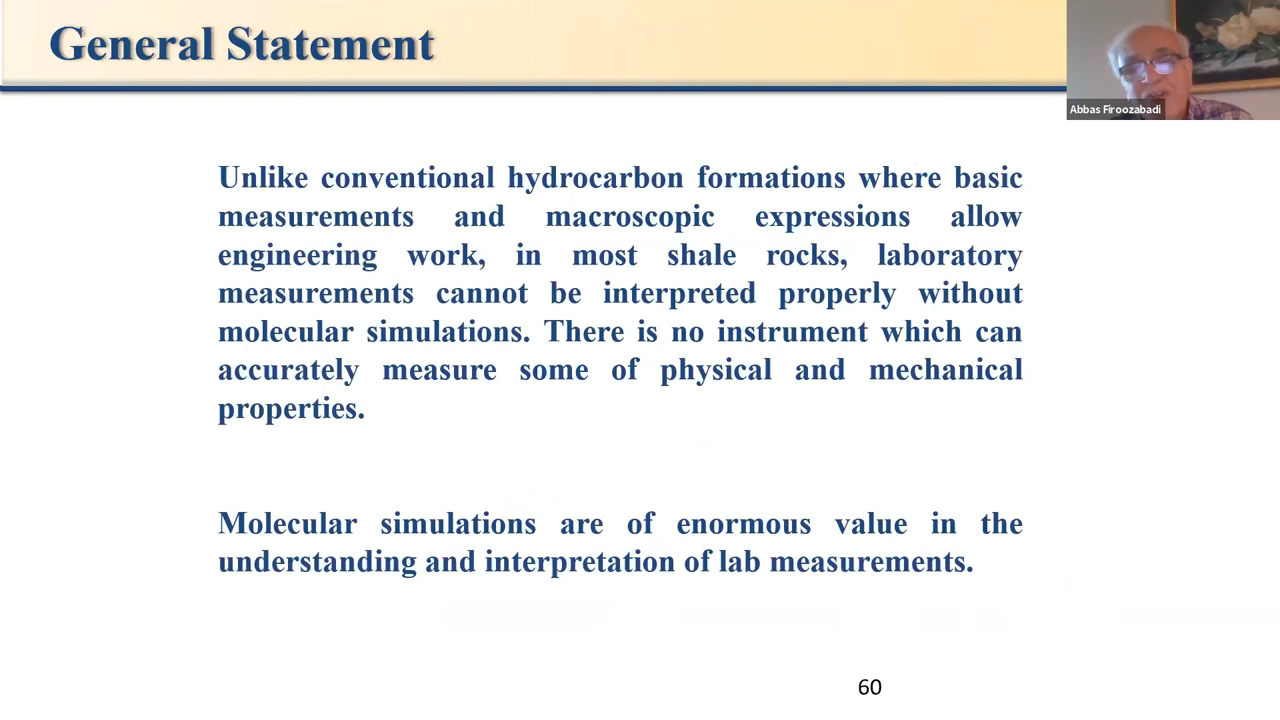 General Statement
Abbas Firoozabadi
Unlike conventional hydrocarbon formations where basic
measurements and macroscopic expressions allow
engineering work, in most shale rocks, laboratory
measurements cannot be interpreted properly without
molecular simulations. There is no instrument which can
accurately measure some of physical and mechanical
properties.
Molecular simulations are of enormous value in the
understanding and interpretation of lab measurements.
60